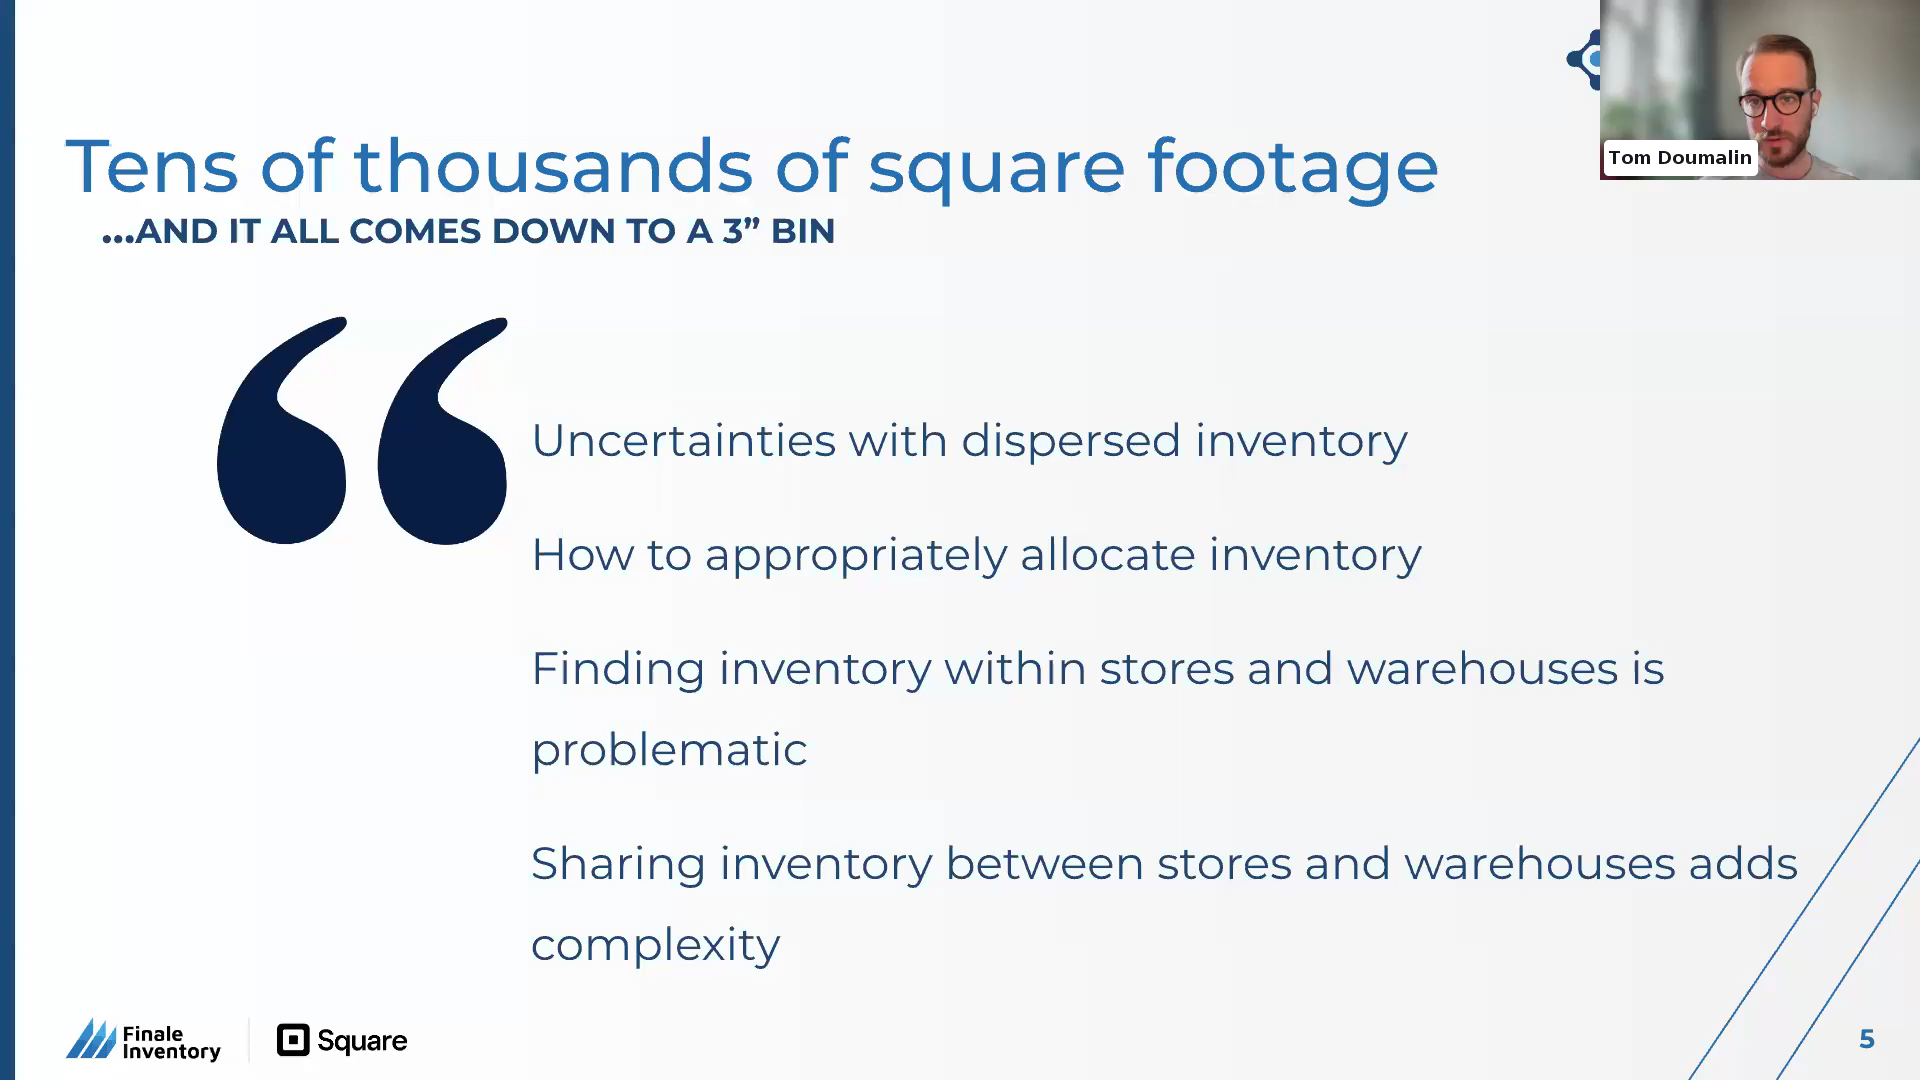 Tom Doumalin
Tens of thousands of square footage
...AND IT ALL COMES DOWN TO A 3” BIN
“
Uncertainties with dispersed inventory
How to appropriately allocate inventory
Finding inventory within stores and warehouses is
problematic
Sharing inventory between stores and warehouses adds
complexity
Finale
Inventory
Square
5